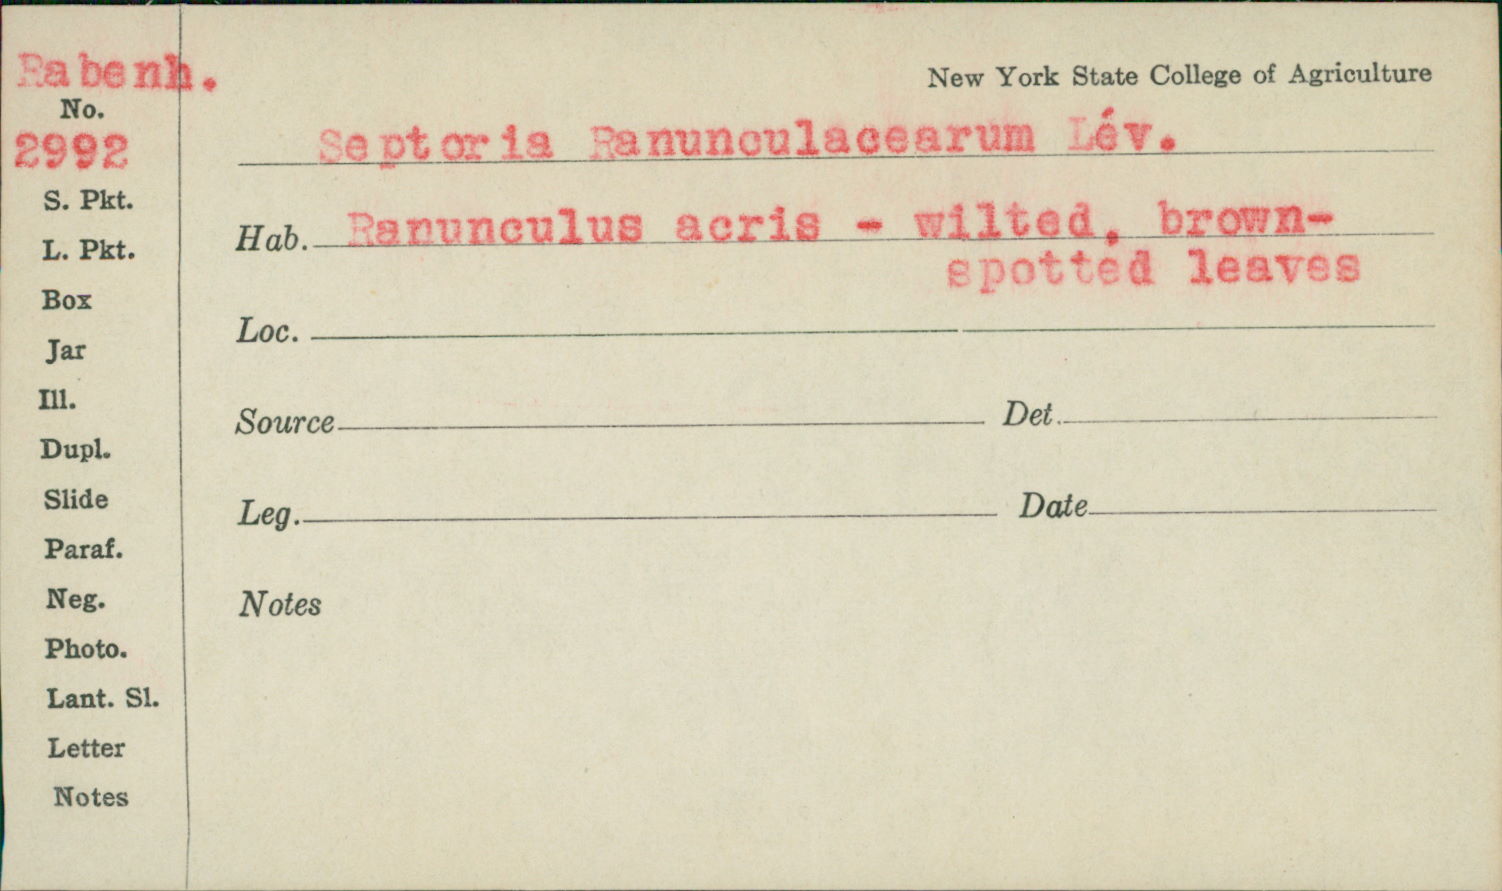 Rabenh.
No.
2992
S. Pkt.
L. Pkt.
Box
Jar
Ill.
Dupl.
Slide
Paraf.
Neg.
Photo.
Lant. Sl.
Letter
Notes
New York State College of Agriculture
Septoria Ranunculacearum Lév.
Hab. Ranunculus acris - wilted, brown-
spotted leaves
Loc.
Source Det.
Leg. Date
Notes